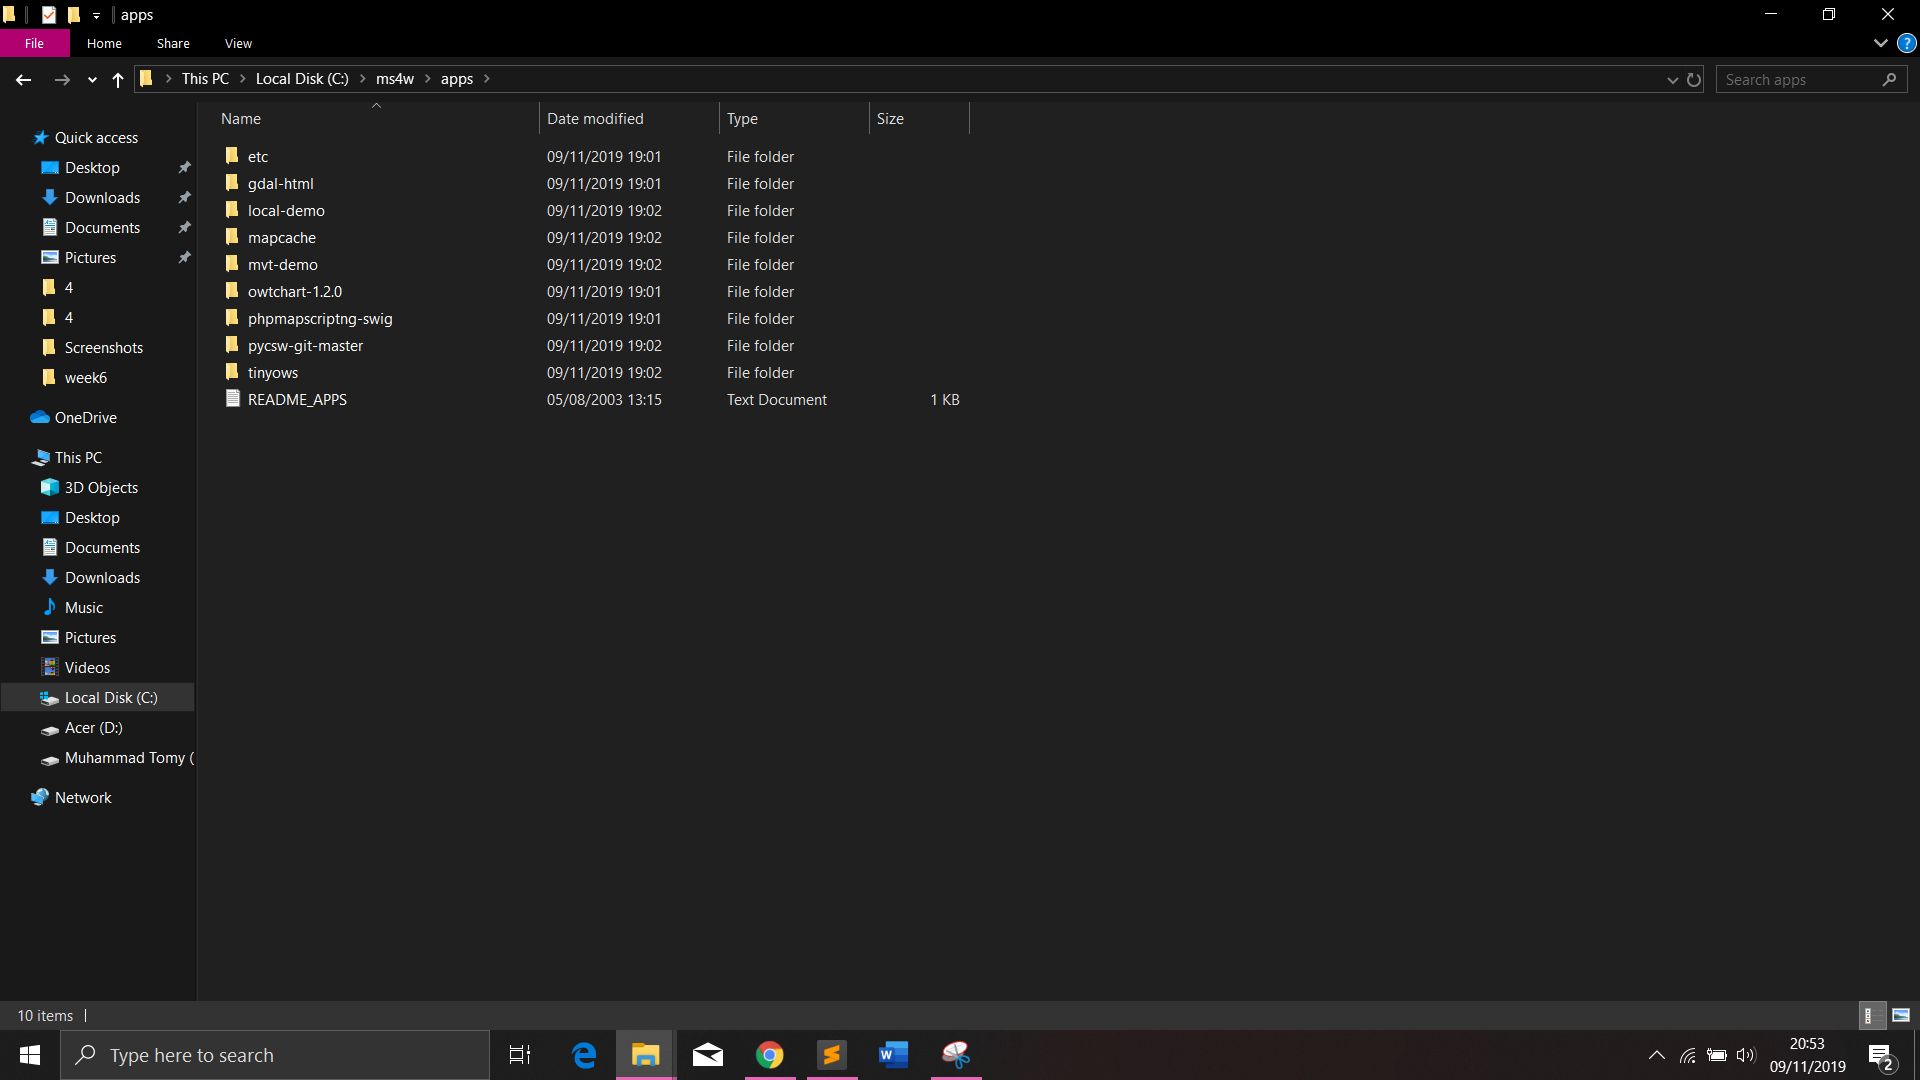 apps
File Home Share View
This PC Local Disk (C:) ms4w apps
Search apps
Name Date modified Type Size
etc 09/11/2019 19:01 File folder
gdal-html 09/11/2019 19:01 File folder
local-demo 09/11/2019 19:02 File folder
mapcache 09/11/2019 19:02 File folder
mvt-demo 09/11/2019 19:02 File folder
owtchart-1.2.0 09/11/2019 19:01 File folder
phpmapscriptng-swig 09/11/2019 19:01 File folder
pycsw-git-master 09/11/2019 19:02 File folder
tinyows 09/11/2019 19:02 File folder
README_APPS 05/08/2003 13:15 Text Document 1 KB
Quick access
Desktop
Downloads
Documents
Pictures
4
4
Screenshots
week6
OneDrive
This PC
3D Objects
Desktop
Documents
Downloads
Music
Pictures
Videos
Local Disk (C:)
Acer (D:)
Muhammad Tomy (
Network
10 items
Type here to search
20:53
09/11/2019
2